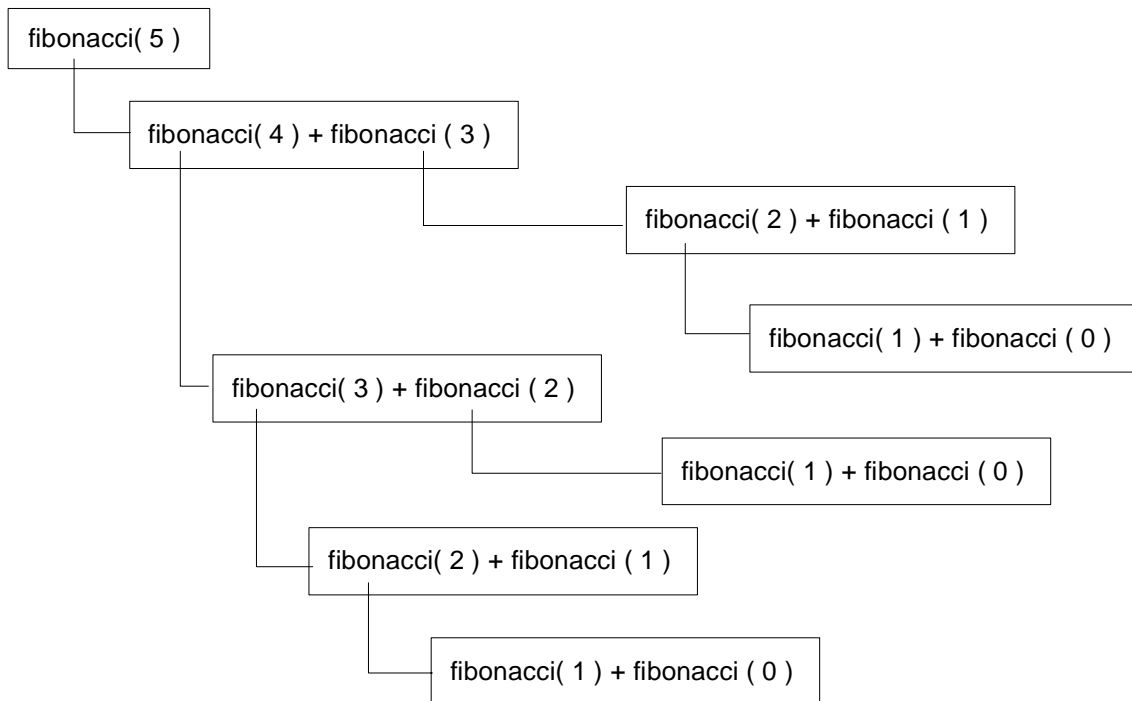 fibonacci( 5 )
fibonacci( 4 ) + fibonacci ( 3 )
fibonacci( 2 ) + fibonacci ( 1 )
fibonacci( 1 ) + fibonacci ( 0 )
fibonacci( 3 ) + fibonacci ( 2 )
fibonacci( 1 ) + fibonacci ( 0 )
fibonacci( 2 ) + fibonacci ( 1 )
fibonacci( 1 ) + fibonacci ( 0 )